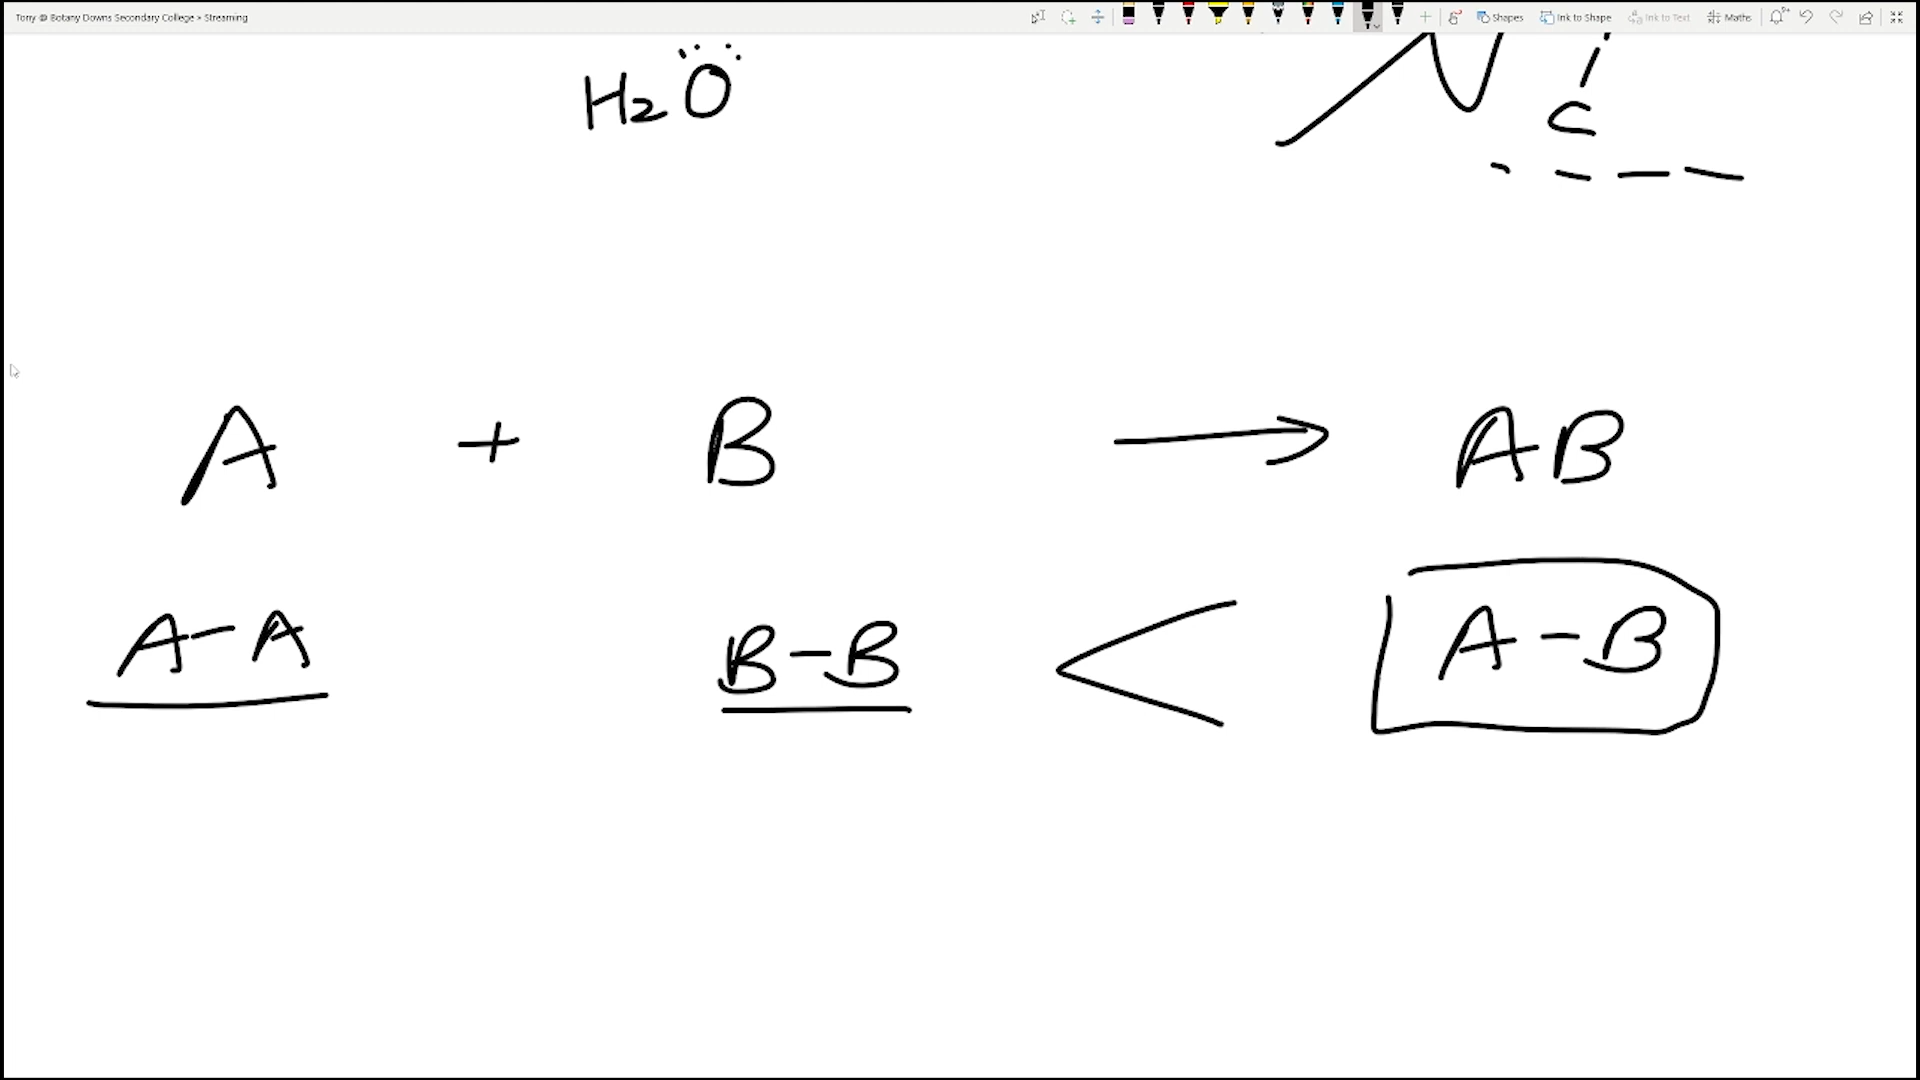 Tony @ Botany Downs Secondary College » Streaming
Shapes Ink to Shape Ink to Text Maths
H₂O
C
A + B → AB
A-A B-B < A-B